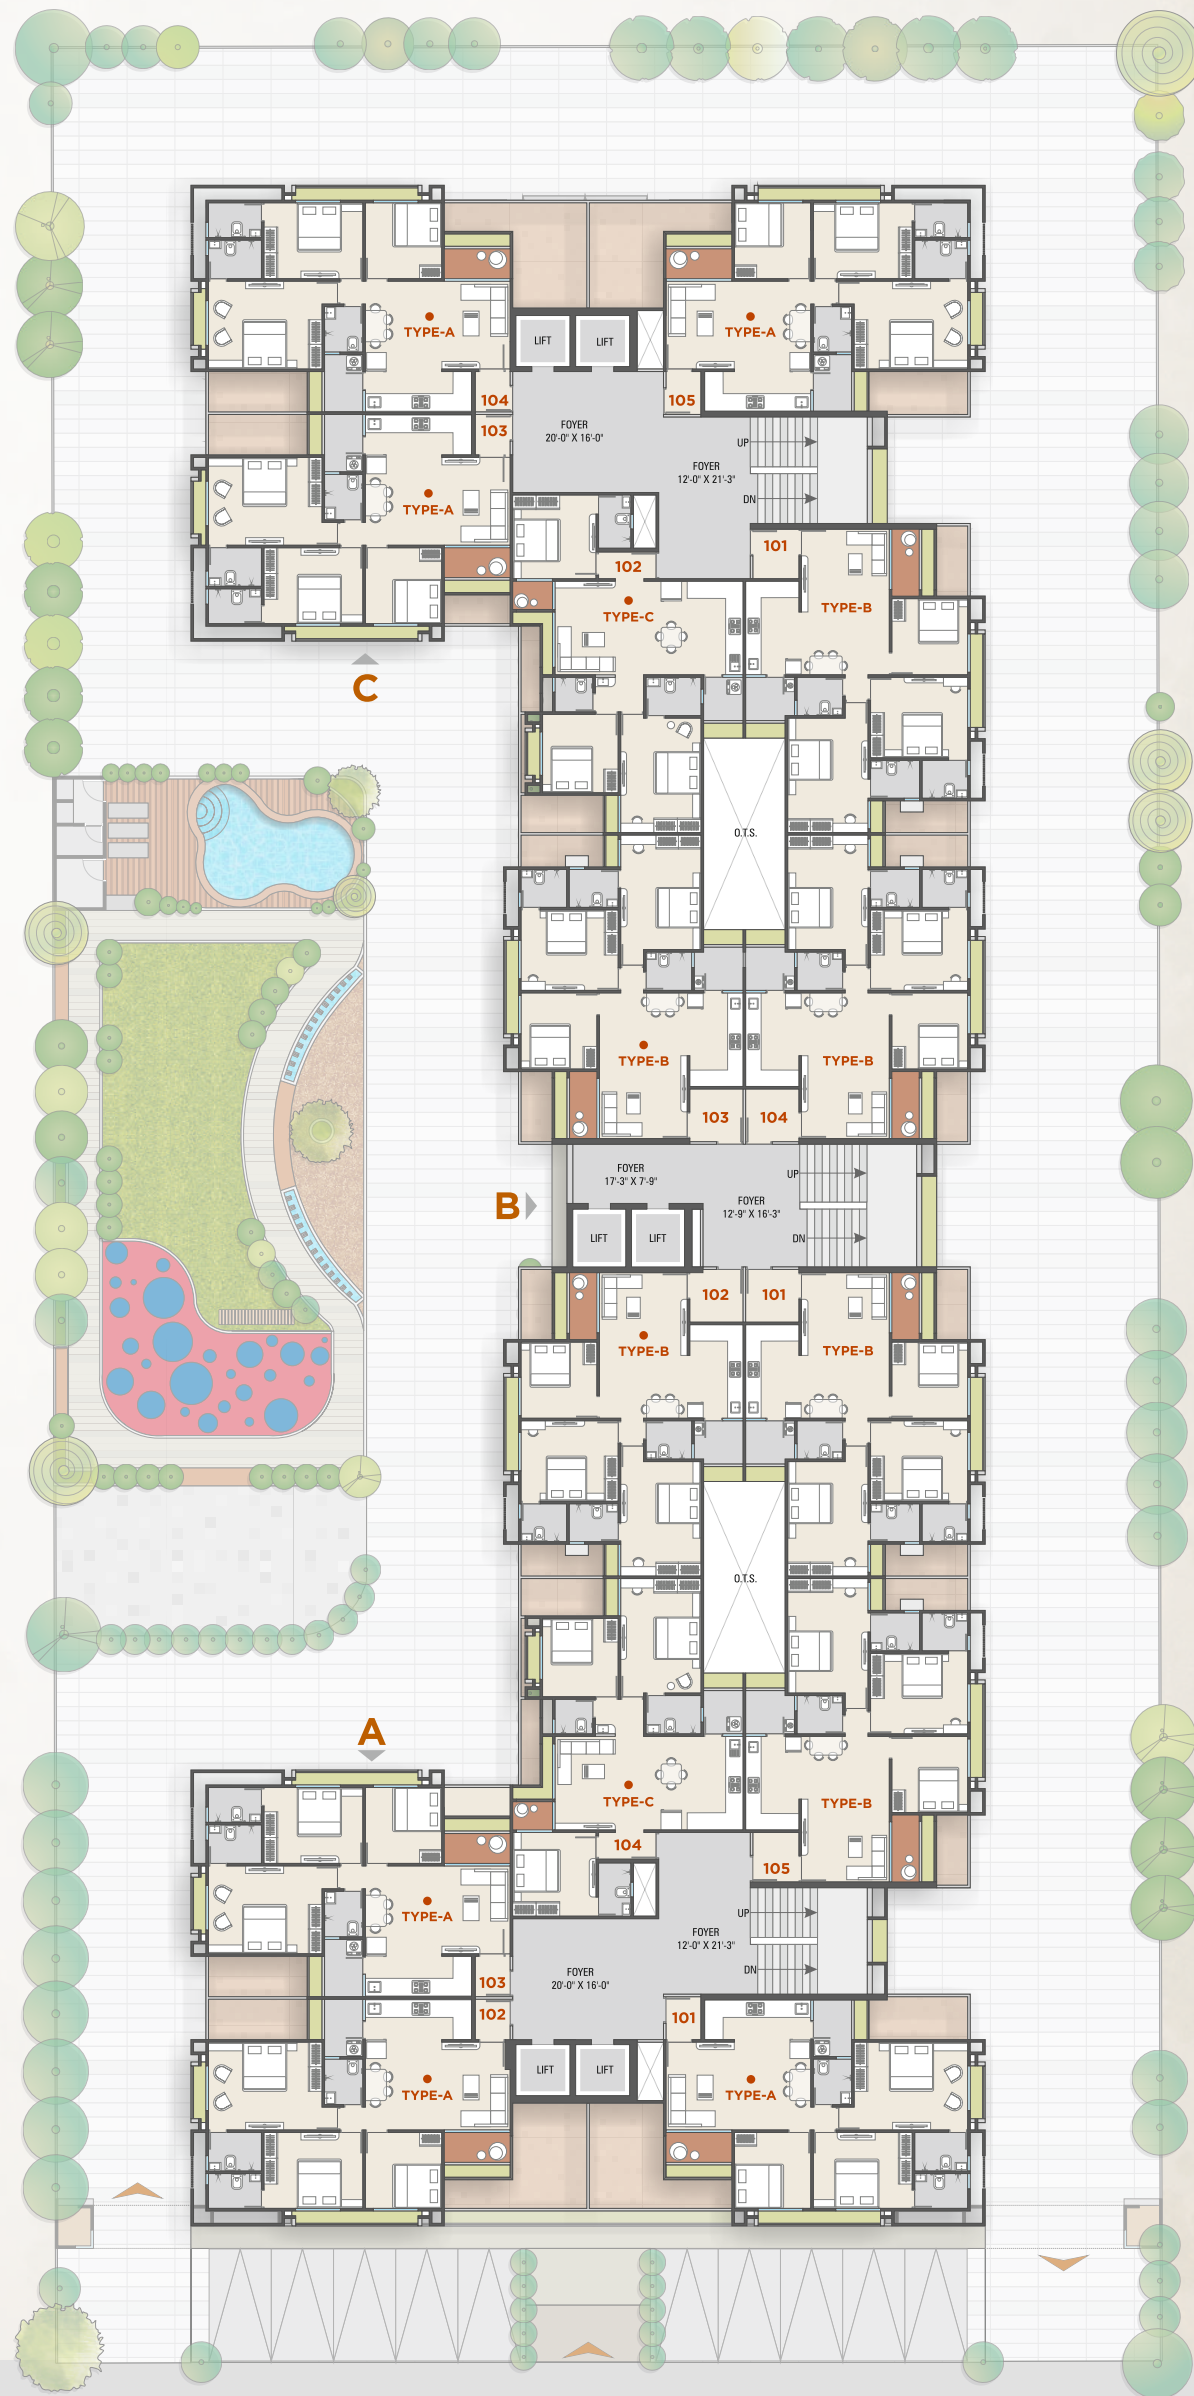 TYPE-A
TYPE-A
LIFT
LIFT
104
105
103
FOYER
20'-0" X 16'-0"
UP
FOYER
12'-0" X 21'-3"
DN
TYPE-A
101
102
TYPE-C
TYPE-B
C
O.T.S.
TYPE-B
TYPE-B
103
104
FOYER
17'-3" X 7'-9"
UP
B
FOYER
12'-9" X 16'-3"
LIFT
LIFT
DN
102
101
TYPE-B
TYPE-B
O.T.S.
A
TYPE-C
TYPE-B
104
105
TYPE-A
UP
FOYER
12'-0" X 21'-3"
DN
FOYER
20'-0" X 16'-0"
103
102
101
LIFT
LIFT
TYPE-A
TYPE-A